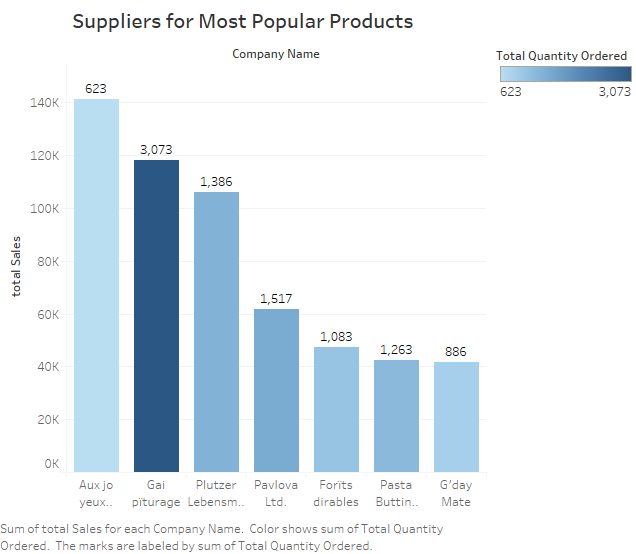 Suppliers for Most Popular Products
Company Name
Total Quantity Ordered
623 3,073
total Sales
140K
120K
100K
80K
60K
40K
20K
0K
623
3,073
1,386
1,517
1,083
1,263
886
Aux jo
yeux..
Gai
pïturage
Plutzer
Lebensm..
Pavlova
Ltd.
Forïts
dirables
Pasta
Buttin..
G'day
Mate
Sum of total Sales for each Company Name. Color shows sum of Total Quantity
Ordered. The marks are labeled by sum of Total Quantity Ordered.